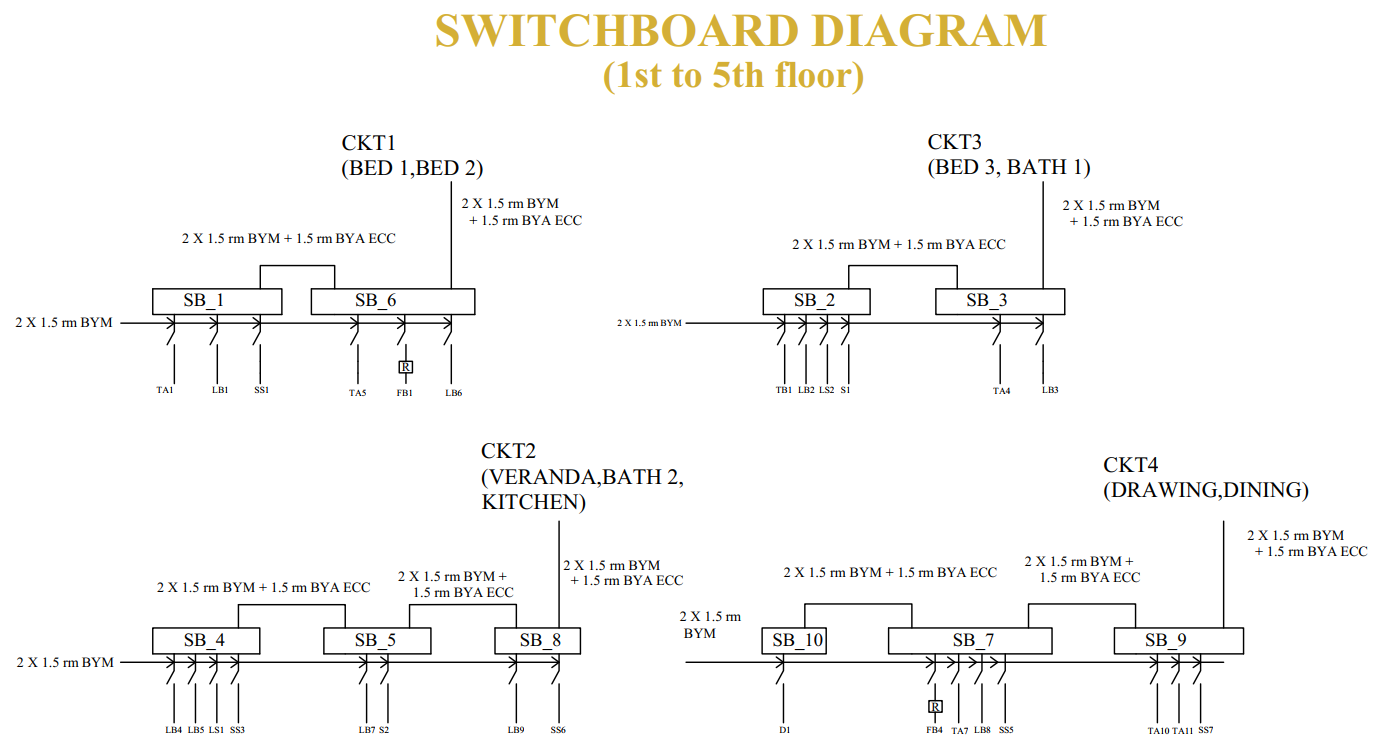 SWITCHBOARD DIAGRAM
(1st to 5th floor)
CKT1
(BED 1,BED 2)
2 X 1.5 rm BYM
+ 1.5 rm BYA ECC
2 X 1.5 rm BYM + 1.5 rm BYA ECC
SB_1
SB_6
2 X 1.5 rm BYM
R
TA1
LB1
SS1
TA5
FB1
LB6
CKT3
(BED 3, BATH 1)
2 X 1.5 rm BYM
+ 1.5 rm BYA ECC
2 X 1.5 rm BYM + 1.5 rm BYA ECC
SB_2
SB_3
2 X 1.5 rm BYM
TB1
LB2
LS2
S1
TA4
LB3
CKT2
(VERANDA,BATH 2,
KITCHEN)
2 X 1.5 rm BYM
+ 1.5 rm BYA ECC
2 X 1.5 rm BYM + 1.5 rm BYA ECC
2 X 1.5 rm BYM +
1.5 rm BYA ECC
SB_4
SB_5
SB_8
2 X 1.5 rm BYM
LB4
LB5
LS1
SS3
LB7
S2
LB9
SS6
CKT4
(DRAWING,DINING)
2 X 1.5 rm BYM
+ 1.5 rm BYA ECC
2 X 1.5 rm BYM + 1.5 rm BYA ECC
2 X 1.5 rm BYM +
1.5 rm BYA ECC
2 X 1.5 rm
BYM
SB_10
SB_7
SB_9
R
D1
FB4
TA7
LB8
SS5
TA10
TA11
SS7